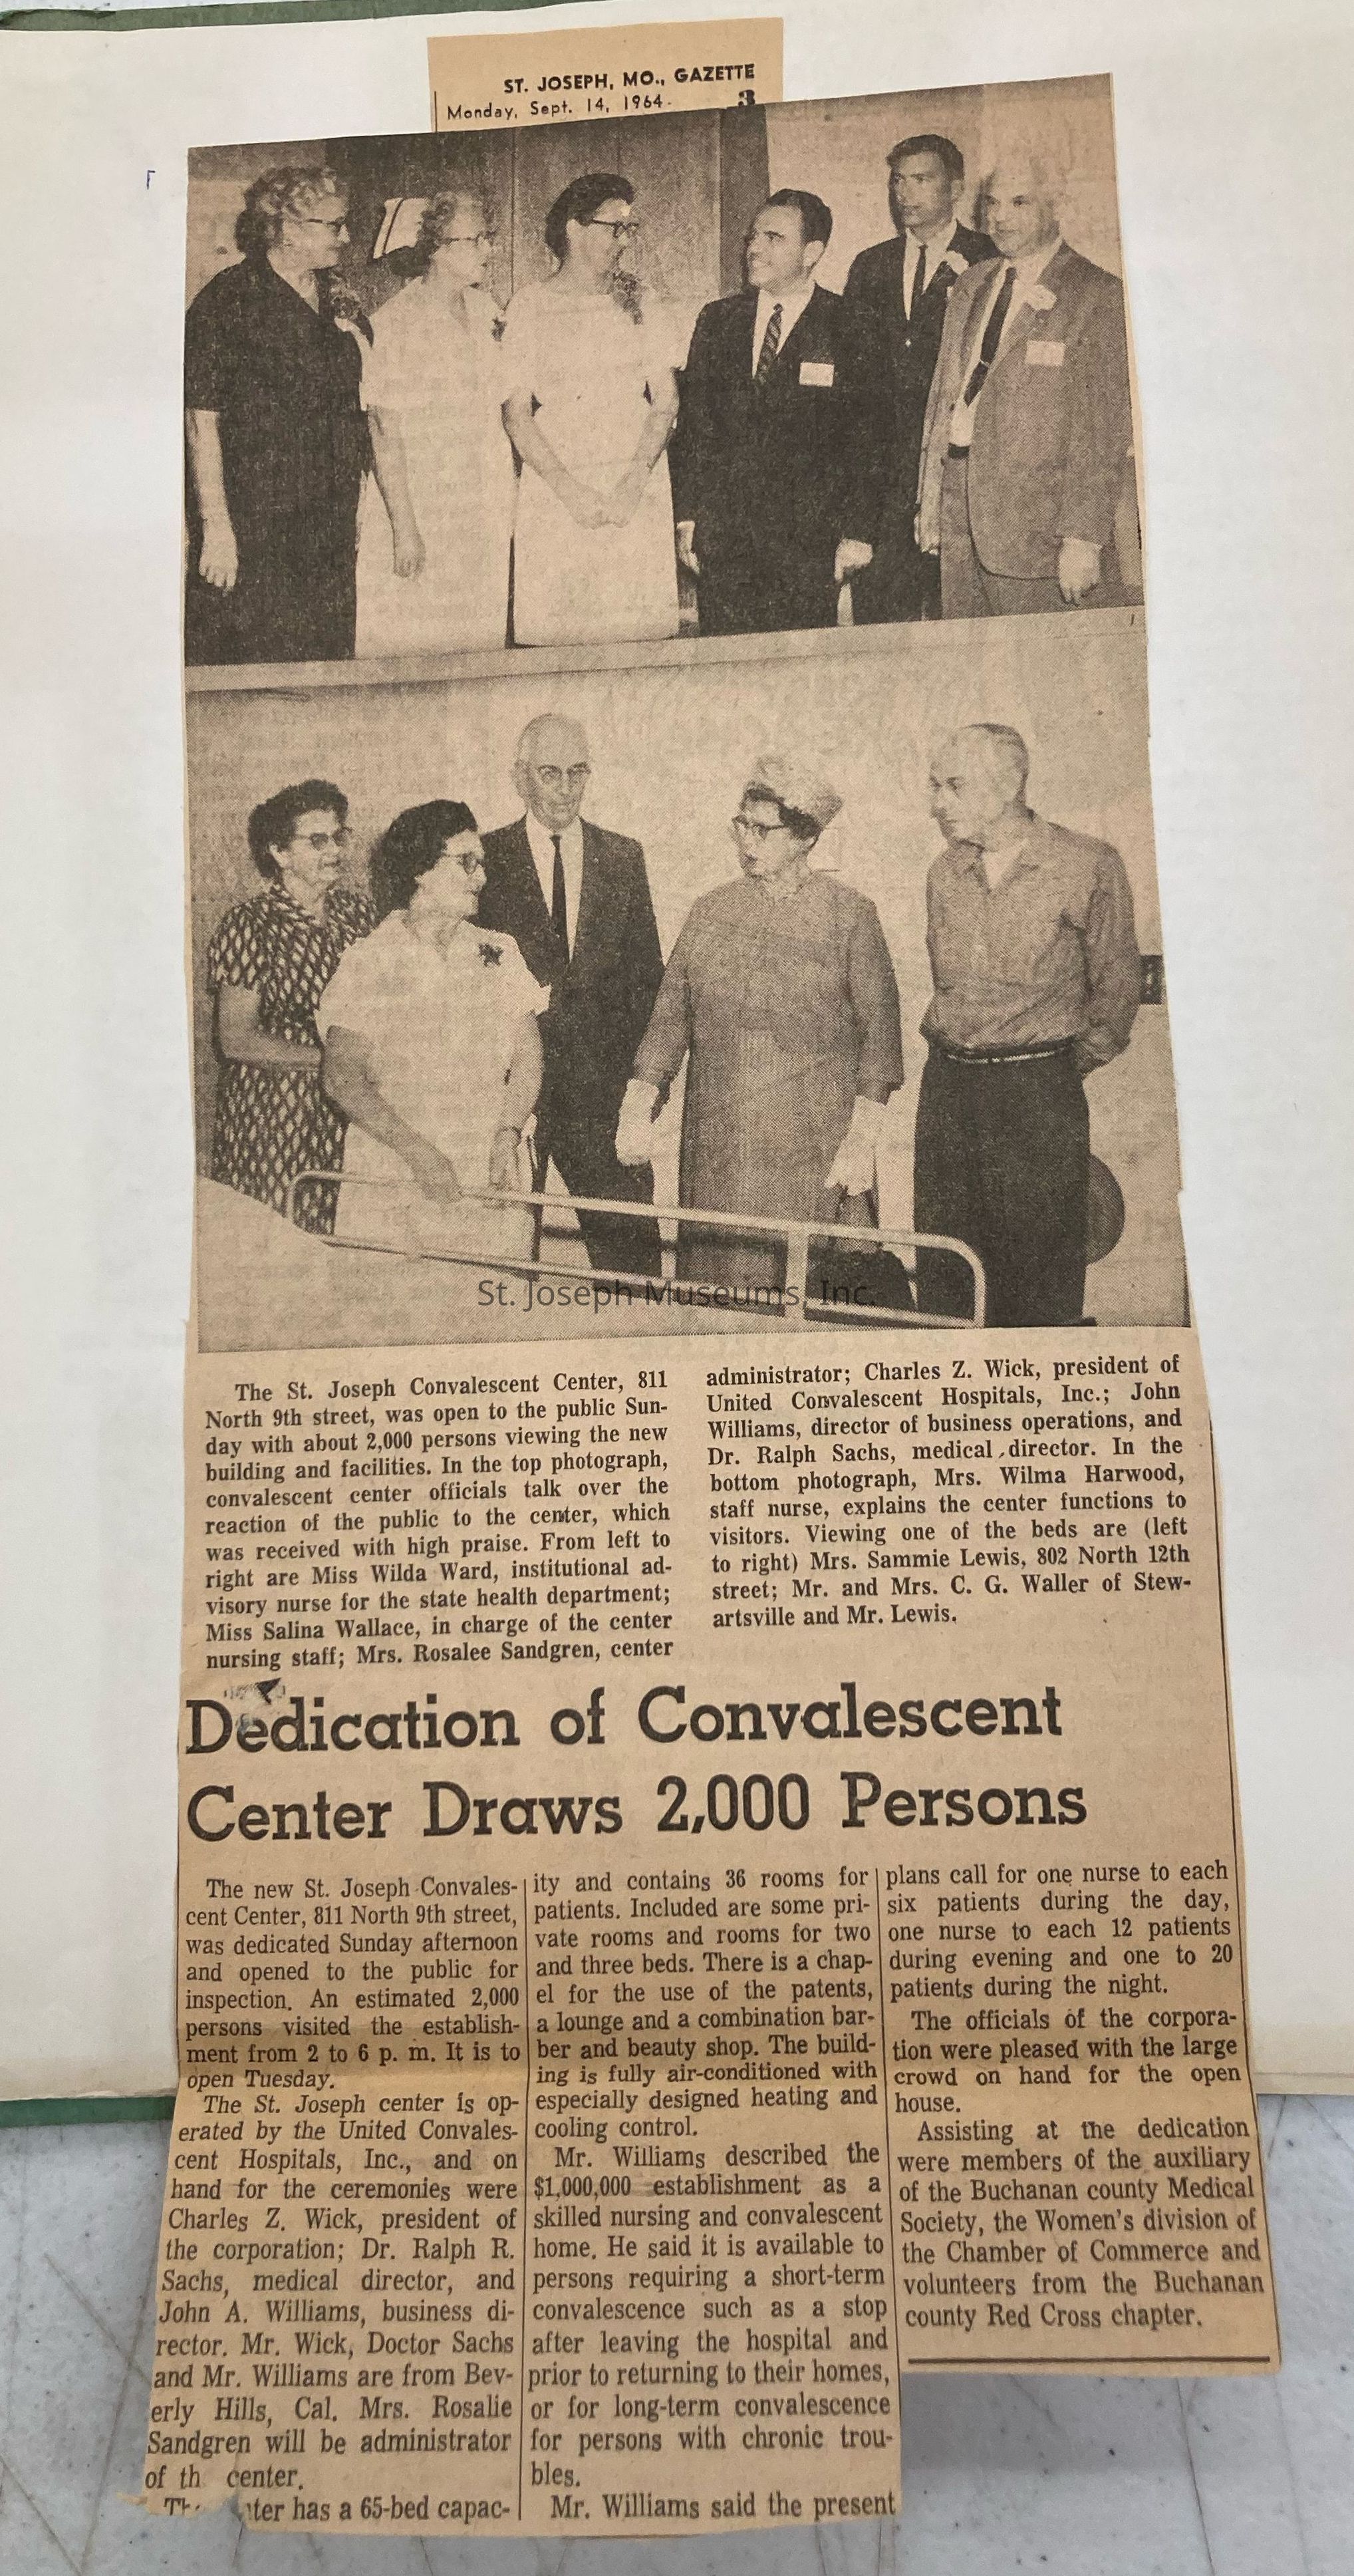 ST. JOSEPH, MO., GAZETTE
Monday, Sept. 14, 1964. 3
St. Joseph Museums, Inc.
The St. Joseph Convalescent Center, 811
North 9th street, was open to the public Sun-
day with about 2,000 persons viewing the new
building and facilities. In the top photograph,
convalescent center officials talk over the
reaction of the public to the center, which
was received with high praise. From left to
right are Miss Wilda Ward, institutional ad-
visory nurse for the state health department;
Miss Salina Wallace, in charge of the center
nursing staff; Mrs. Rosalee Sandgren, center
administrator; Charles Z. Wick, president of
United Convalescent Hospitals, Inc.; John
Williams, director of business operations, and
Dr. Ralph Sachs, medical director. In the
bottom photograph, Mrs. Wilma Harwood,
staff nurse, explains the center functions to
visitors. Viewing one of the beds are (left
to right) Mrs. Sammie Lewis, 802 North 12th
street; Mr. and Mrs. C. G. Waller of Stew-
artsville and Mr. Lewis.
Dedication of Convalescent
Center Draws 2,000 Persons
The new St. Joseph Convales-
cent Center, 811 North 9th street,
was dedicated Sunday afternoon
and opened to the public for
inspection. An estimated 2,000
persons visited the establish-
ment from 2 to 6 p. m. It is to
open Tuesday.
The St. Joseph center is op-
erated by the United Convales-
cent Hospitals, Inc., and on
hand for the ceremonies were
Charles Z. Wick, president of
the corporation; Dr. Ralph R.
Sachs, medical director, and
John A. Williams, business di-
rector. Mr. Wick, Doctor Sachs
and Mr. Williams are from Bev-
erly Hills, Cal. Mrs. Rosalie
Sandgren will be administrator
of th center.
has a 65-bed capac-
ity and contains 36 rooms for
patients. Included are some pri-
vate rooms and rooms for two
and three beds. There is a chap-
el for the use of the patents,
a lounge and a combination bar-
ber and beauty shop. The build-
ing is fully air-conditioned with
especially designed heating and
cooling control.
Mr. Williams described the
$1,000,000 establishment as a
skilled nursing and convalescent
home. He said it is available to
persons requiring a short-term
convalescence such as a stop
after leaving the hospital and
prior to returning to their homes,
or for long-term convalescence
for persons with chronic trou-
bles.
Mr. Williams said the present
plans call for one nurse to each
six patients during the day,
one nurse to each 12 patients
during evening and one to 20
patients during the night.
The officials of the corpora-
tion were pleased with the large
crowd on hand for the open
house.
Assisting at the dedication
were members of the auxiliary
of the Buchanan county Medical
Society, the Women's division of
the Chamber of Commerce and
volunteers from the Buchanan
county Red Cross chapter.